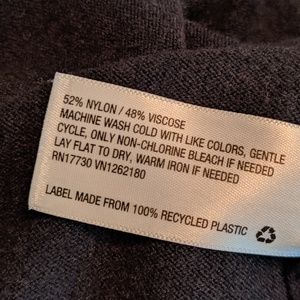 52% NYLON / 48% VISCOSE
MACHINE WASH COLD WITH LIKE COLORS, GENTLE
CYCLE, ONLY NON-CHLORINE BLEACH IF NEEDED
LAY FLAT TO DRY, WARM IRON IF NEEDED
RN17730 VN1262180
LABEL MADE FROM 100% RECYCLED PLASTIC